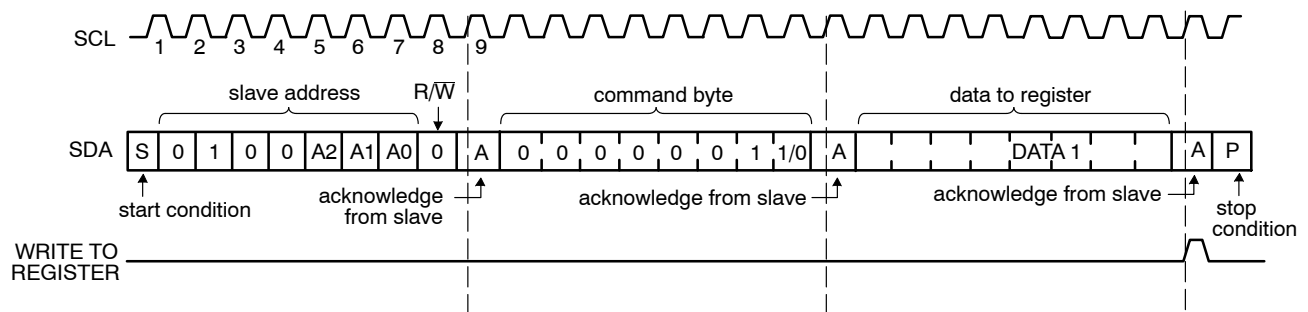 SCL
1 2 3 4 5 6 7 8 9
slave address R/W̅ command byte data to register
SDA S 0 1 0 0 A2 A1 A0 0 A 0 0 0 0 0 0 1 1/0 A DATA 1 A P
start condition
acknowledge
from slave
acknowledge from slave
acknowledge from slave
stop
condition
WRITE TO
REGISTER